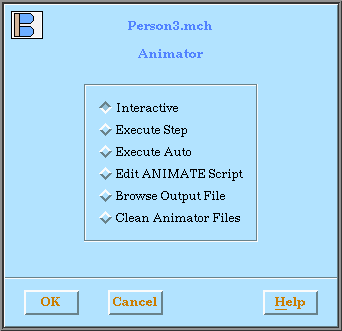 B
Person3.mch
Animator
Interactive
Execute Step
Execute Auto
Edit ANIMATE Script
Browse Output File
Clean Animator Files
OK Cancel Help